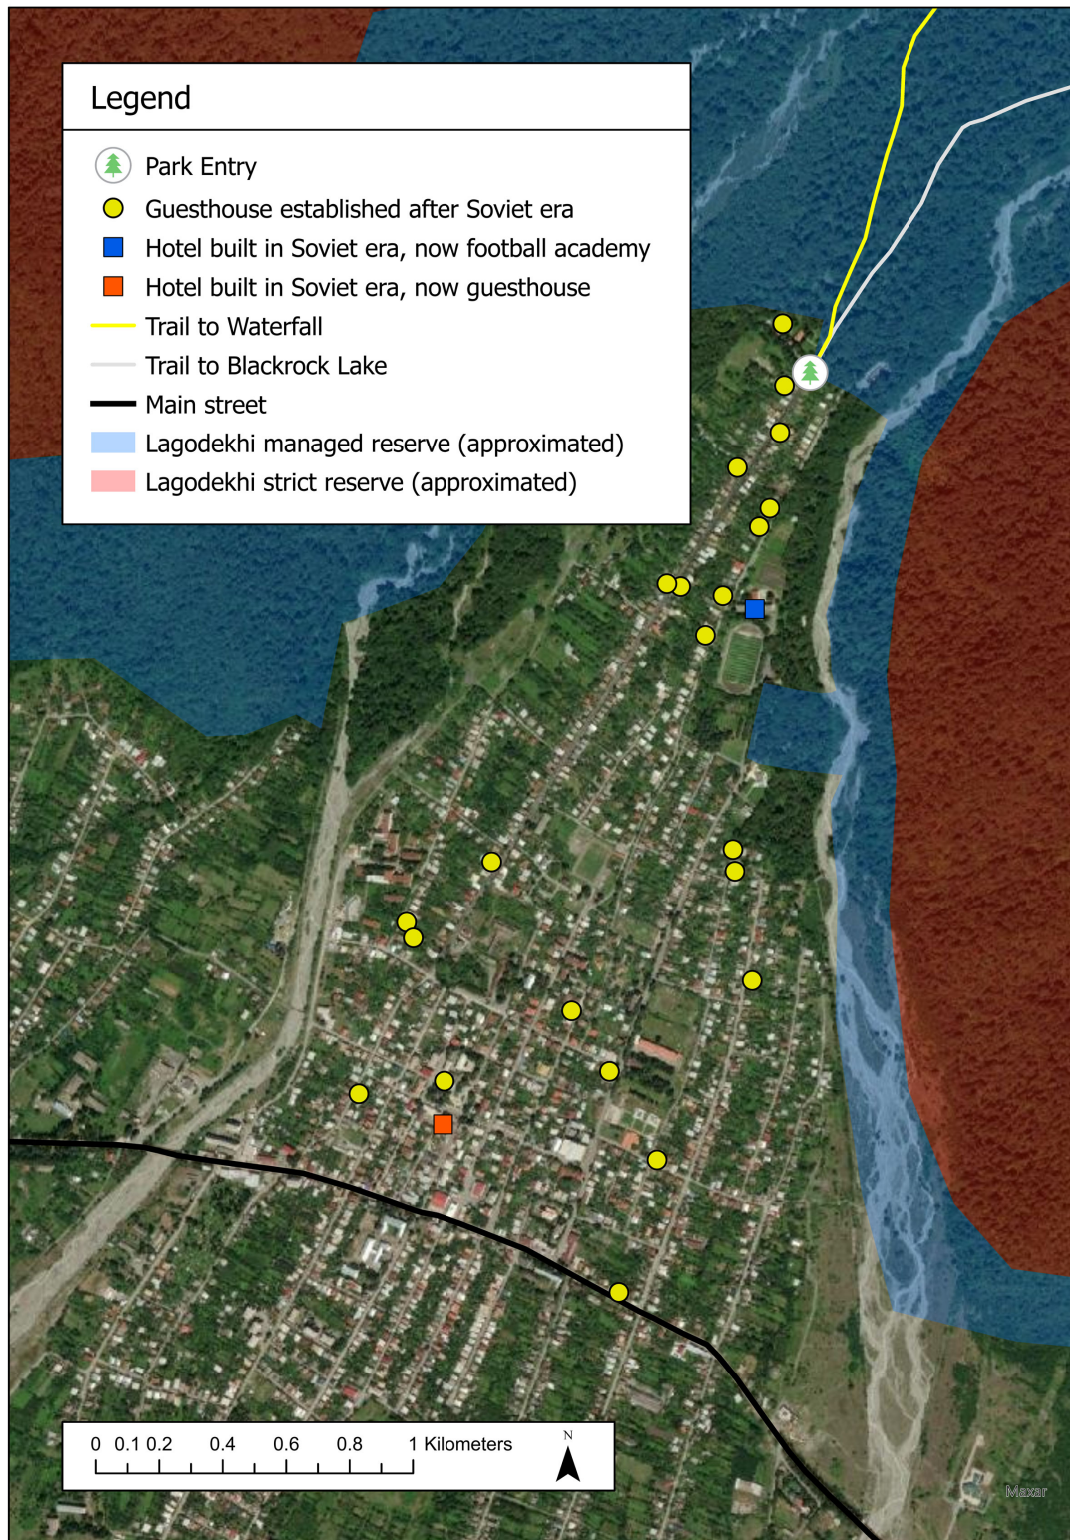 Legend
Park Entry
Guesthouse established after Soviet era
Hotel built in Soviet era, now football academy
Hotel built in Soviet era, now guesthouse
Trail to Waterfall
Trail to Blackrock Lake
Main street
Lagodekhi managed reserve (approximated)
Lagodekhi strict reserve (approximated)
0 0.1 0.2 0.4 0.6 0.8 1 Kilometers
N
Maxar